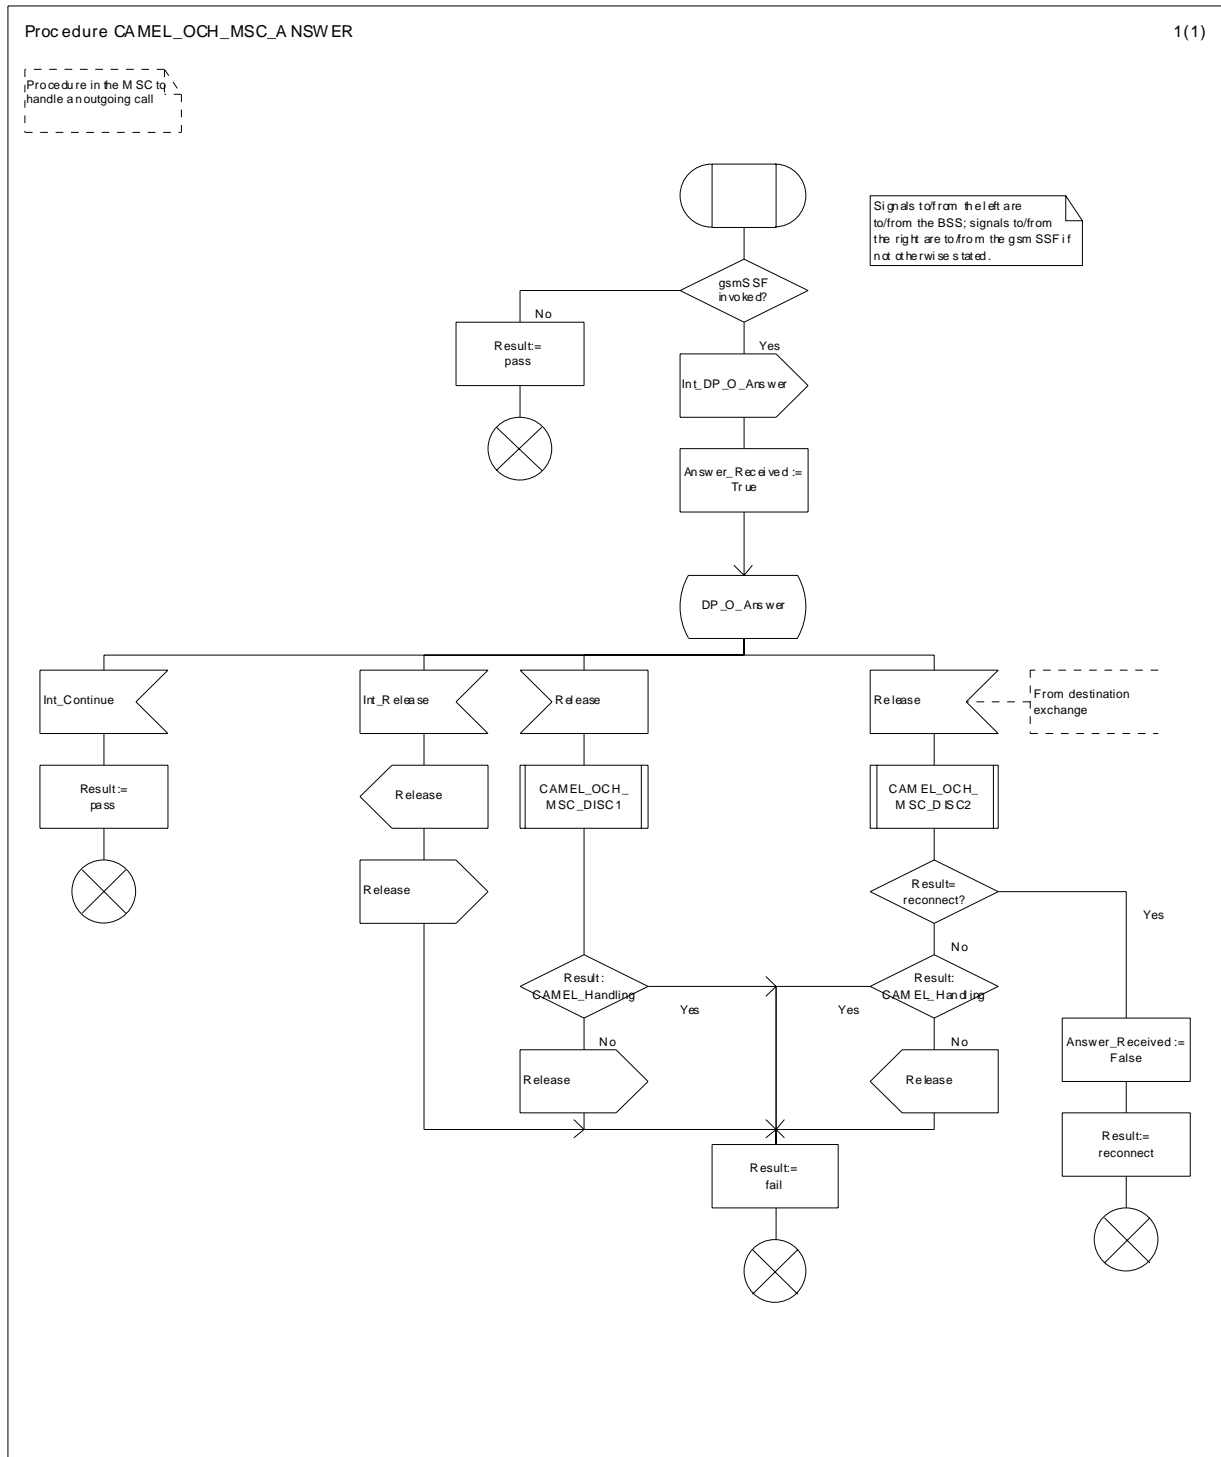 Procedure CAMEL_OCH_MSC_ANSWER
1(1)
Procedure in the MSC to
handle an outgoing call
Signals to/from the left are
to/from the BSS; signals to/from
the right are to/from the gsmSSF if
not otherwise stated.
gsmSSF
invoked?
No
Yes
Result:=
pass
Int_DP_O_Answer
Answer_Received :=
True
DP_O_Answer
Int_Continue
Int_Release
Release
Release
From destination
exchange
Result:=
pass
Release
CAMEL_OCH_
MSC_DISC1
CAMEL_OCH_
MSC_DISC2
Release
Result=
reconnect?
Yes
No
Result:
CAMEL_Handling
Yes
Result:
CAMEL_Handling
Yes
No
No
Release
Release
Answer_Received :=
False
Result:=
fail
Result:=
reconnect